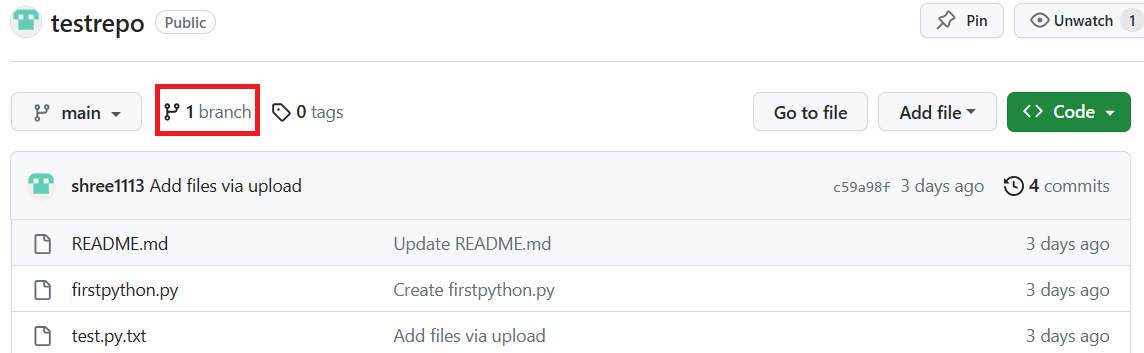 testrepo Public Pin Unwatch 1
main 1 branch 0 tags Go to file Add file Code
shree1113 Add files via upload c59a98f 3 days ago 4 commits
README.md Update README.md 3 days ago
firstpython.py Create firstpython.py 3 days ago
test.py.txt Add files via upload 3 days ago